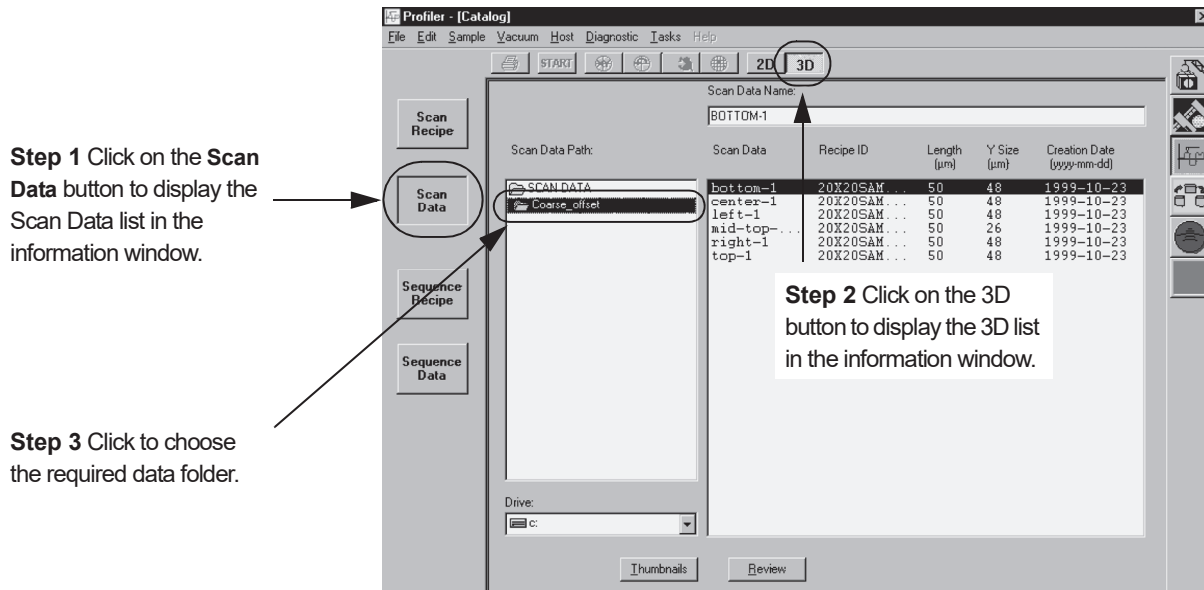 Profiler - [Catalog]
File Edit Sample Vacuum Host Diagnostic Tasks Help
START 2D 3D
Scan Recipe
Scan Data
Sequence Recipe
Sequence Data
Scan Data Name:
BOTTOM-1
Scan Data Path:
SCAN DATA
Coarse_offset
Scan Data Recipe ID Length (µm) Y Size (µm) Creation Date (yyyy-mm-dd)
bottom-1 20X20SAM... 50 48 1999-10-23
center-1 20X20SAM... 50 48 1999-10-23
left-1 20X20SAM... 50 48 1999-10-23
mid-top-... 20X20SAM... 50 26 1999-10-23
right-1 20X20SAM... 50 48 1999-10-23
top-1 20X20SAM... 50 48 1999-10-23
Drive:
c:
Thumbnails Review
Step 1 Click on the Scan
Data button to display the
Scan Data list in the
information window.
Step 2 Click on the 3D
button to display the 3D list
in the information window.
Step 3 Click to choose
the required data folder.